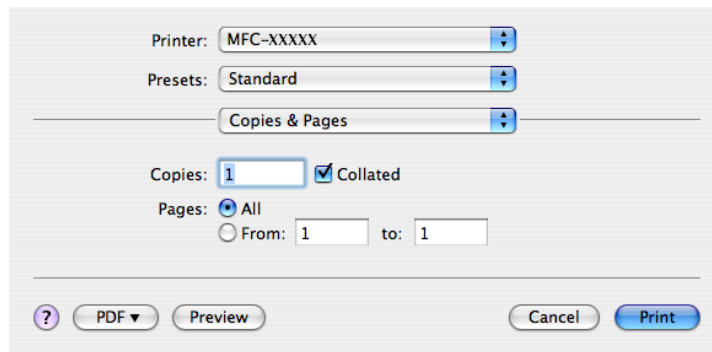 Printer: MFC-XXXXX
Presets: Standard
Copies & Pages
Copies: 1 Collated
Pages: All
From: 1 to: 1
? PDF ▼ Preview Cancel Print